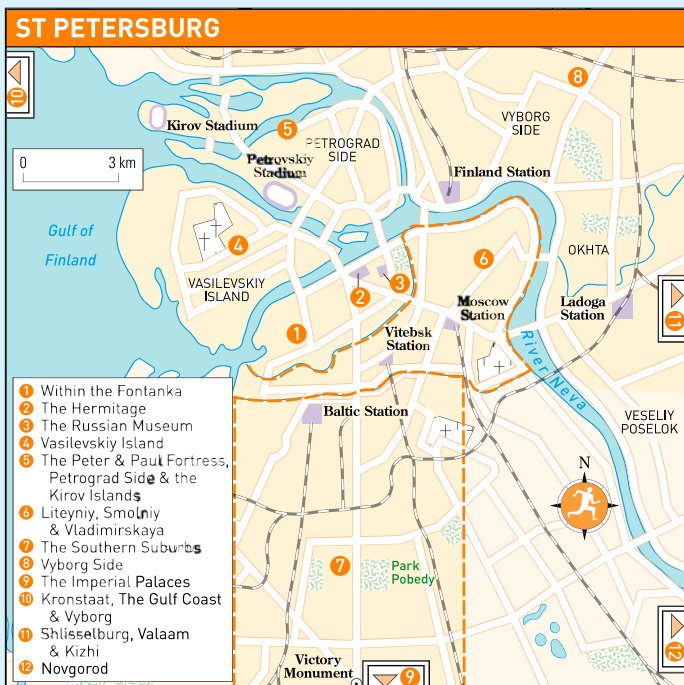 ST PETERSBURG
10
8
Kirov Stadium
5
VYBORG
SIDE
PETROGRAD
SIDE
0 3 km
Petrovskiy
Stadium
Finland Station
Gulf of
Finland
4
6
OKHTA
VASILEVSKIY
ISLAND
2
3
Moscow
Station
Ladoga
Station
11
1
Vitebsk
Station
River Neva
Baltic Station
VESELIY
POSELOK
N
7
Park
Pobedy
12
Victory
Monument
9
1 Within the Fontanka
2 The Hermitage
3 The Russian Museum
4 Vasilevskiy Island
5 The Peter & Paul Fortress,
Petrograd Side & the
Kirov Islands
6 Liteyniy, Smolniy
& Vladimirskaya
7 The Southern Suburbs
8 Vyborg Side
9 The Imperial Palaces
10 Kronstaat, The Gulf Coast
& Vyborg
11 Shlisselburg, Valaam
& Kizhi
12 Novgorod